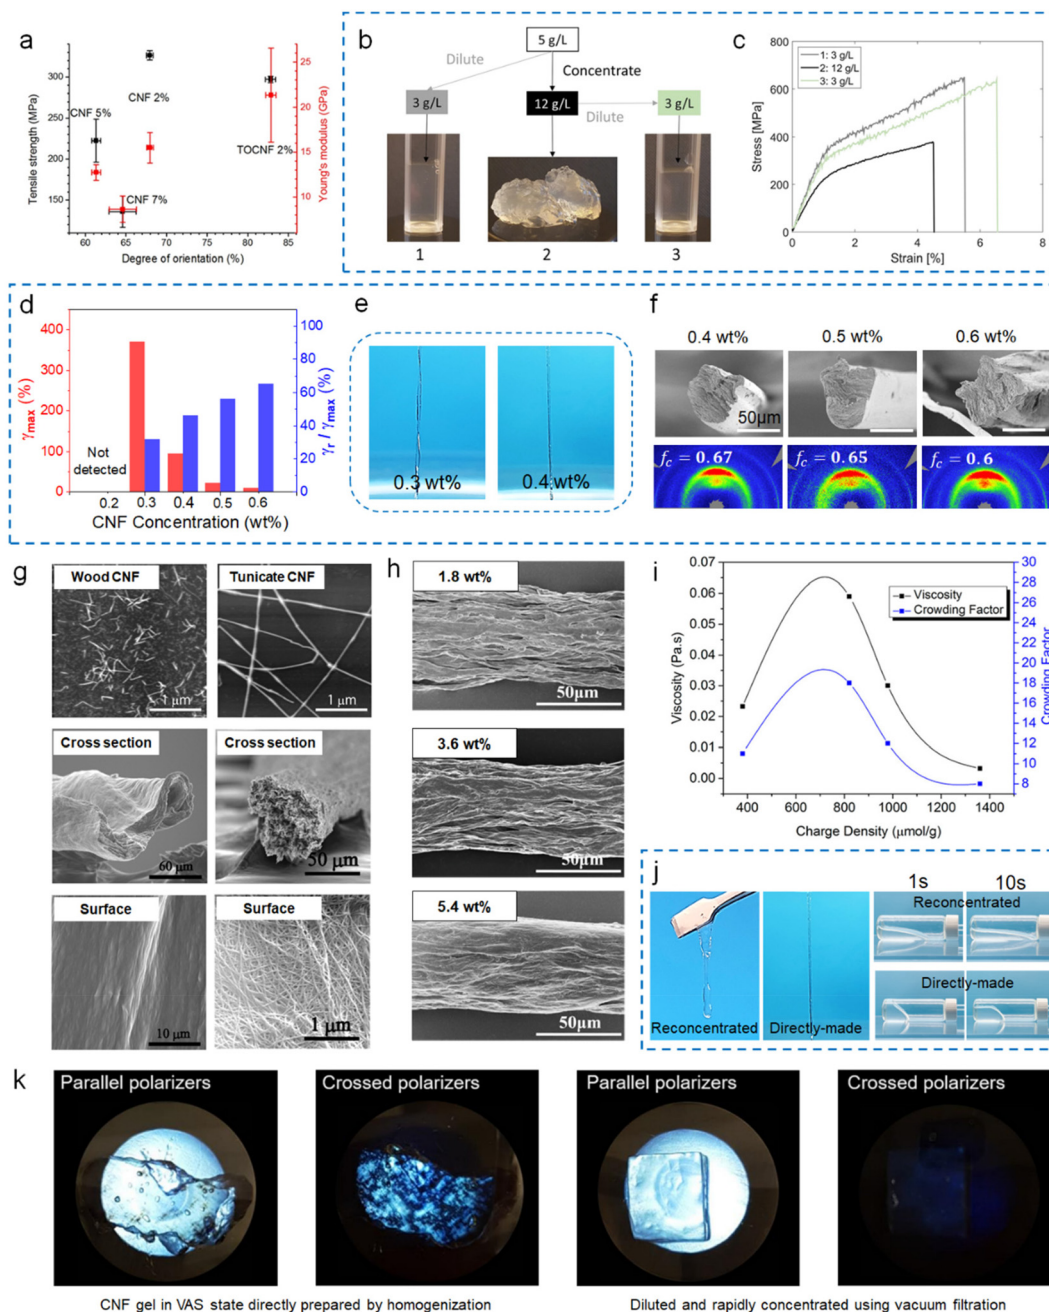 a
Tensile strength (MPa)
300
250
200
150
CNF 5%
CNF 2%
CNF 7%
TOCNF 2%
25
20
15
10
Young's modulus (GPa)
60 65 70 75 80 85
Degree of orientation (%)
b
5 g/L
Dilute
Concentrate
3 g/L
12 g/L
3 g/L
Dilute
1
2
3
c
1: 3 g/L
2: 12 g/L
3: 3 g/L
Stress [MPa]
800
600
400
200
0
0 2 4 6 8
Strain [%]
d
γmax (%)
400
300
200
100
0
Not
detected
100
80
60
40
20
0
γr / γmax (%)
0.2 0.3 0.4 0.5 0.6
CNF Concentration (wt%)
e
0.3 wt%
0.4 wt%
f
0.4 wt%
0.5 wt%
0.6 wt%
50μm
fc = 0.67
fc = 0.65
fc = 0.6
g
Wood CNF
Tunicate CNF
1 μm
1 μm
Cross section
Cross section
60 μm
50 μm
Surface
Surface
10 μm
1 μm
h
1.8 wt%
50μm
3.6 wt%
50μm
5.4 wt%
50μm
i
Viscosity
Crowding Factor
Viscosity (Pa.s)
0.07
0.06
0.05
0.04
0.03
0.02
0.01
0.00
30
28
26
24
22
20
18
16
14
12
10
8
Crowding Factor
400 600 800 1000 1200 1400
Charge Density (μmol/g)
j
1s
10s
Reconcentrated
Directly-made
Reconcentrated
Directly-made
k
Parallel polarizers
Crossed polarizers
Parallel polarizers
Crossed polarizers
CNF gel in VAS state directly prepared by homogenization
Diluted and rapidly concentrated using vacuum filtration